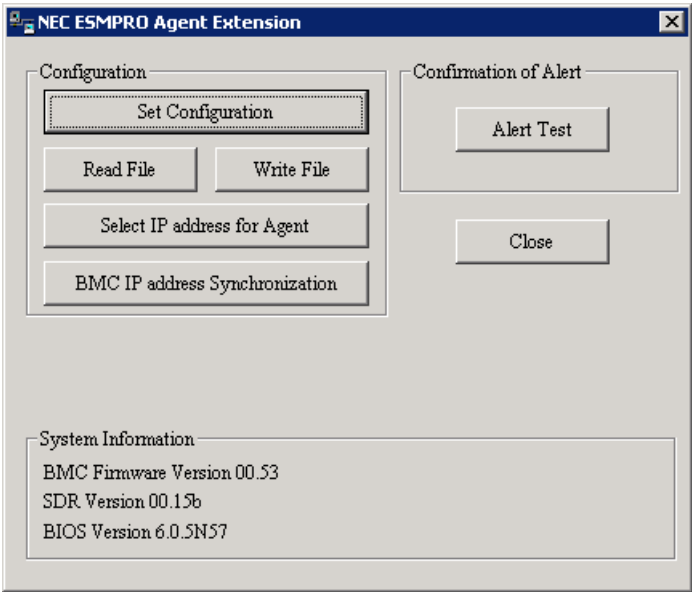 NEC ESMPRO Agent Extension
Configuration
Set Configuration
Read File
Write File
Select IP address for Agent
BMC IP address Synchronization
Confirmation of Alert
Alert Test
Close
System Information
BMC Firmware Version 00.53
SDR Version 00.15b
BIOS Version 6.0.5N57